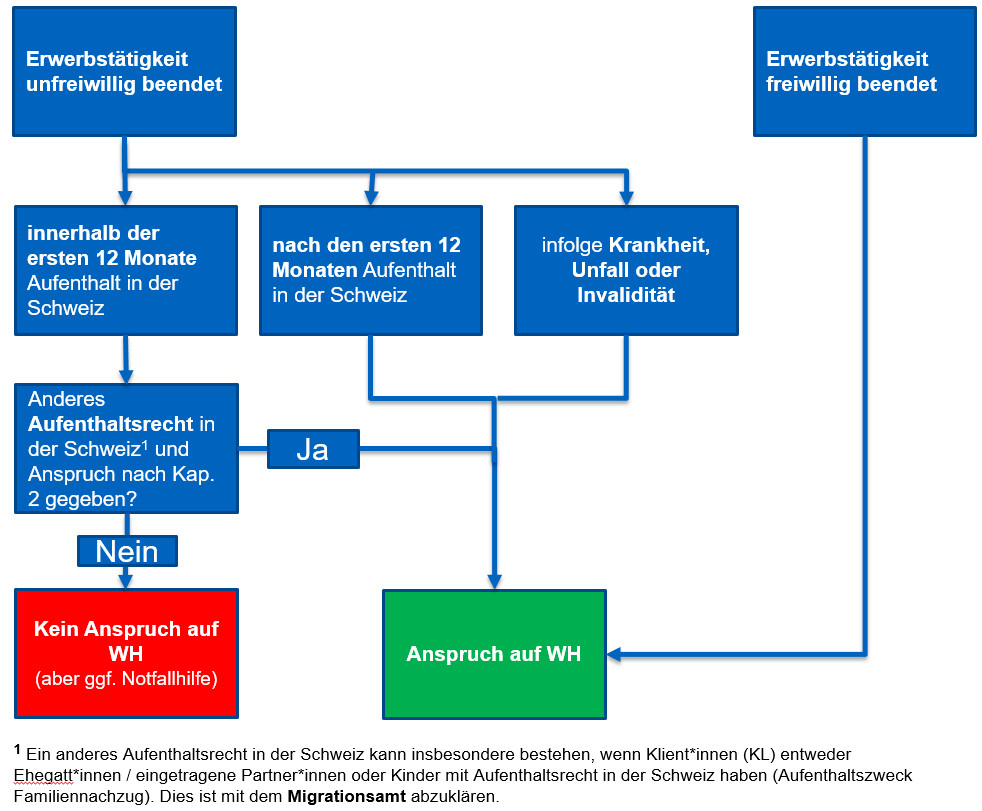 Erwerbstätigkeit
unfreiwillig beendet
Erwerbstätigkeit
freiwillig beendet
innerhalb der
ersten 12 Monate
Aufenthalt in der
Schweiz
nach den ersten 12
Monaten Aufenthalt
in der Schweiz
infolge Krankheit,
Unfall oder
Invalidität
Anderes
Aufenthaltsrecht in
der Schweiz¹ und
Anspruch nach Kap.
2 gegeben?
Ja
Nein
Kein Anspruch auf
WH
(aber ggf. Notfallhilfe)
Anspruch auf WH
¹ Ein anderes Aufenthaltsrecht in der Schweiz kann insbesondere bestehen, wenn Klient*innen (KL) entweder
Ehegatt*innen / eingetragene Partner*innen oder Kinder mit Aufenthaltsrecht in der Schweiz haben (Aufenthaltszweck
Familiennachzug). Dies ist mit dem Migrationsamt abzuklären.